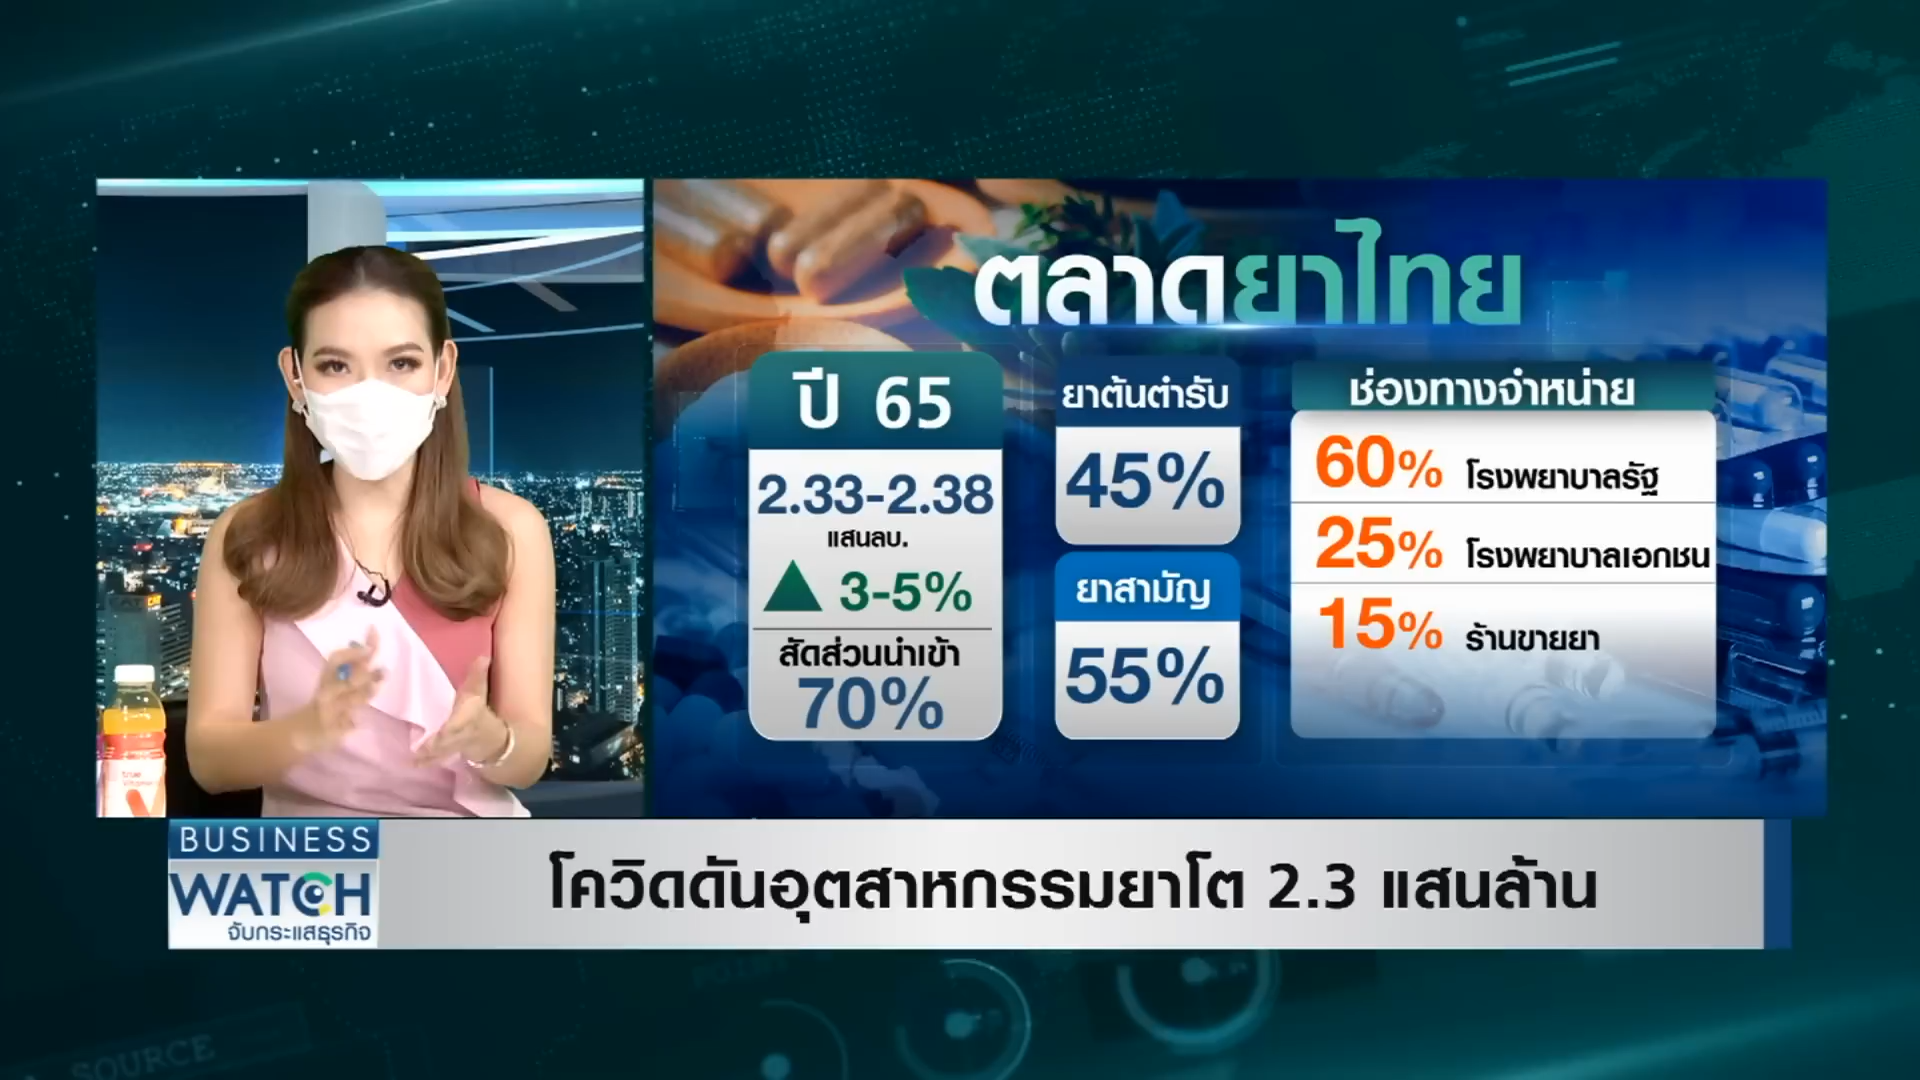 ตลาดยาไทย
ปี 65
2.33-2.38
แสนลบ.
3-5%
สัดส่วนนำเข้า
70%
ยาต้นตำรับ
45%
ยาสามัญ
55%
ช่องทางจำหน่าย
60% โรงพยาบาลรัฐ
25% โรงพยาบาลเอกชน
15% ร้านขายยา
true
BUSINESS
WATCH
จับกระแสธุรกิจ
โควิดดันอุตสาหกรรมยาโต 2.3 แสนล้าน
SOURCE